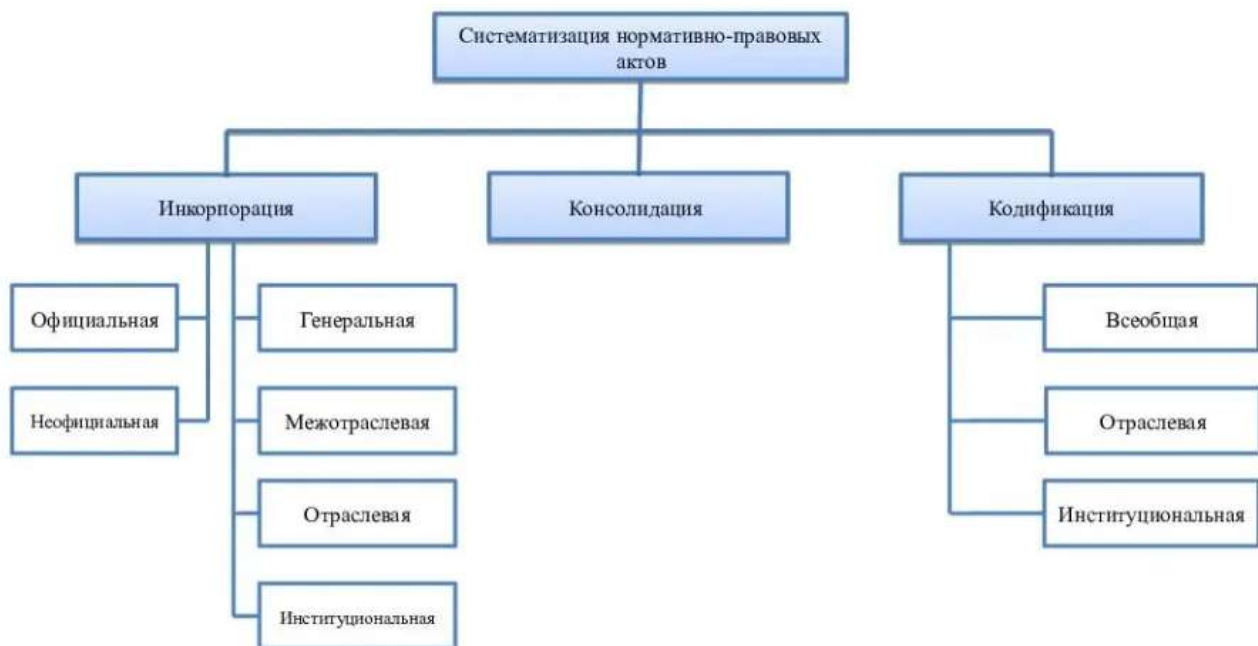 Систематизация нормативно-правовых
актов
Инкорпорация
Консолидация
Кодификация
Официальная
Генеральная
Всеобщая
Неофициальная
Межотраслевая
Отраслевая
Отраслевая
Институциональная
Институциональная